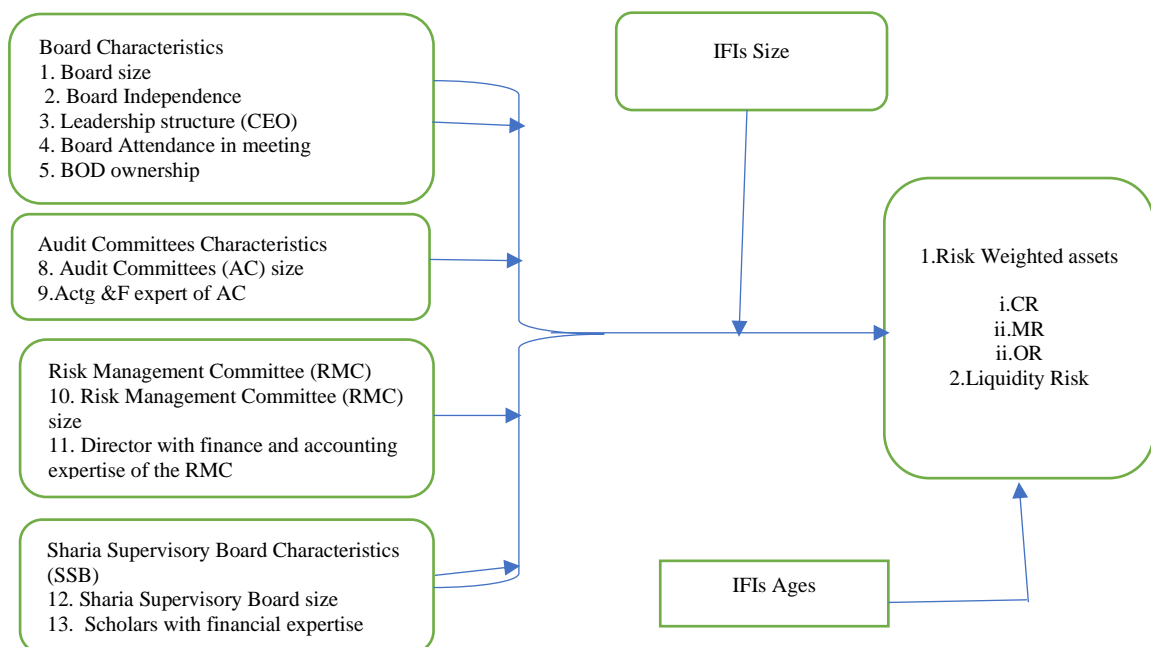 Board Characteristics
1. Board size
2. Board Independence
3. Leadership structure (CEO)
4. Board Attendance in meeting
5. BOD ownership
Audit Committees Characteristics
8. Audit Committees (AC) size
9.Actg &F expert of AC
Risk Management Committee (RMC)
10. Risk Management Committee (RMC)
size
11. Director with finance and accounting
expertise of the RMC
Sharia Supervisory Board Characteristics
(SSB)
12. Sharia Supervisory Board size
13. Scholars with financial expertise
IFIs Size
1.Risk Weighted assets
i.CR
ii.MR
ii.OR
2.Liquidity Risk
IFIs Ages